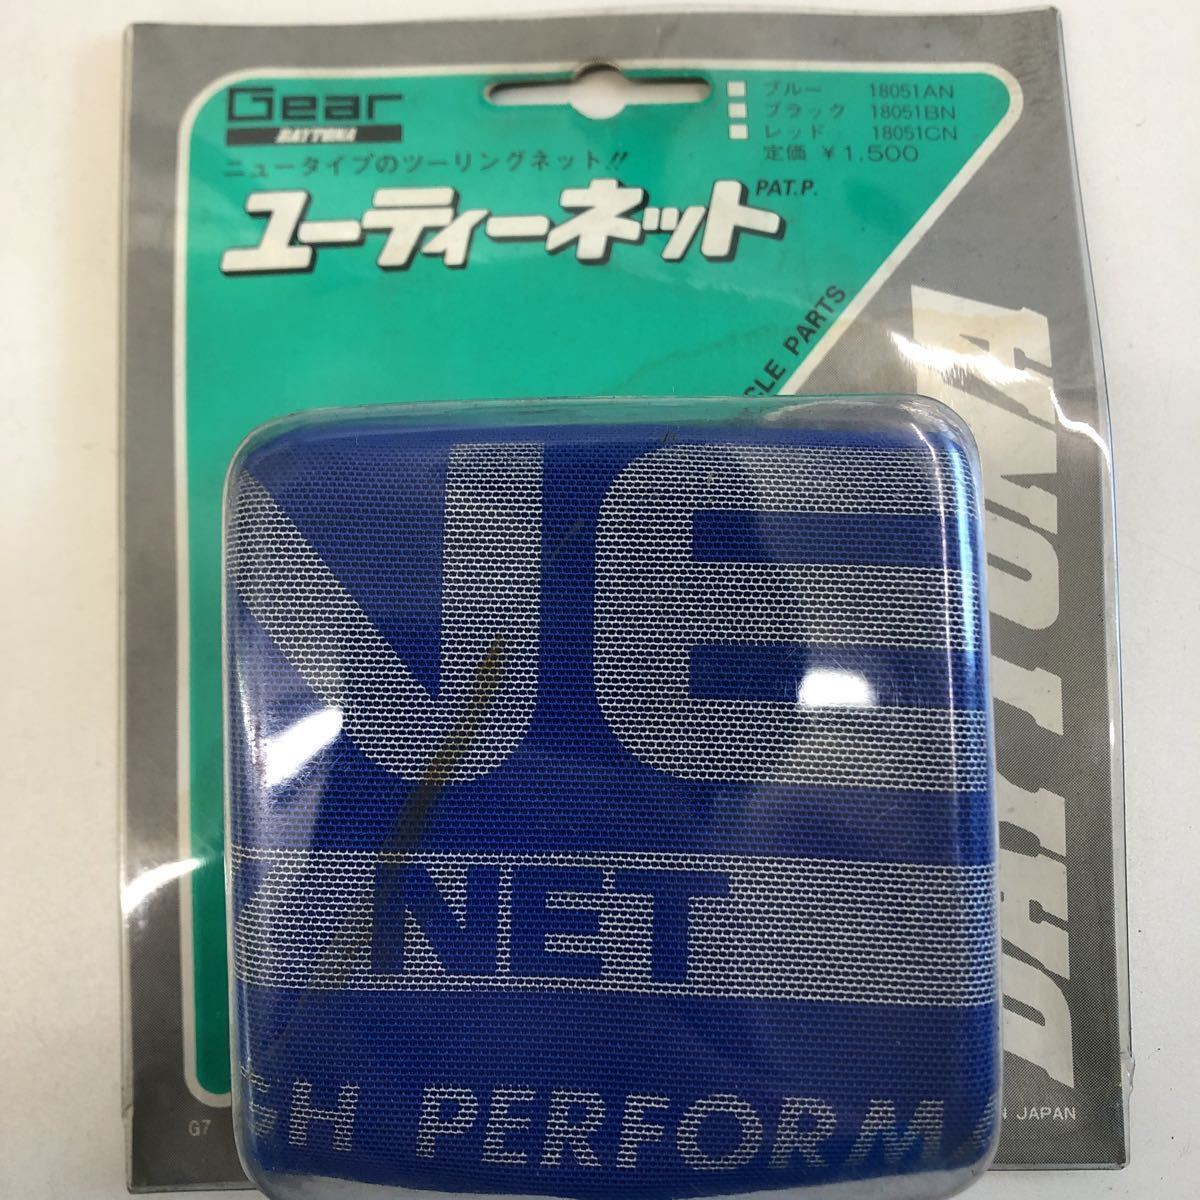 Gear
DAYTONA
ブルー 18051AN
ブラック 18051BN
レッド 18051CN
定価 ¥1,500
ニュータイプのツーリングネット!!
ユーティーネット
PAT.P.
CLE PARTS
DAYTONA
NET
GH PERFORMA
G7
N JAPAN